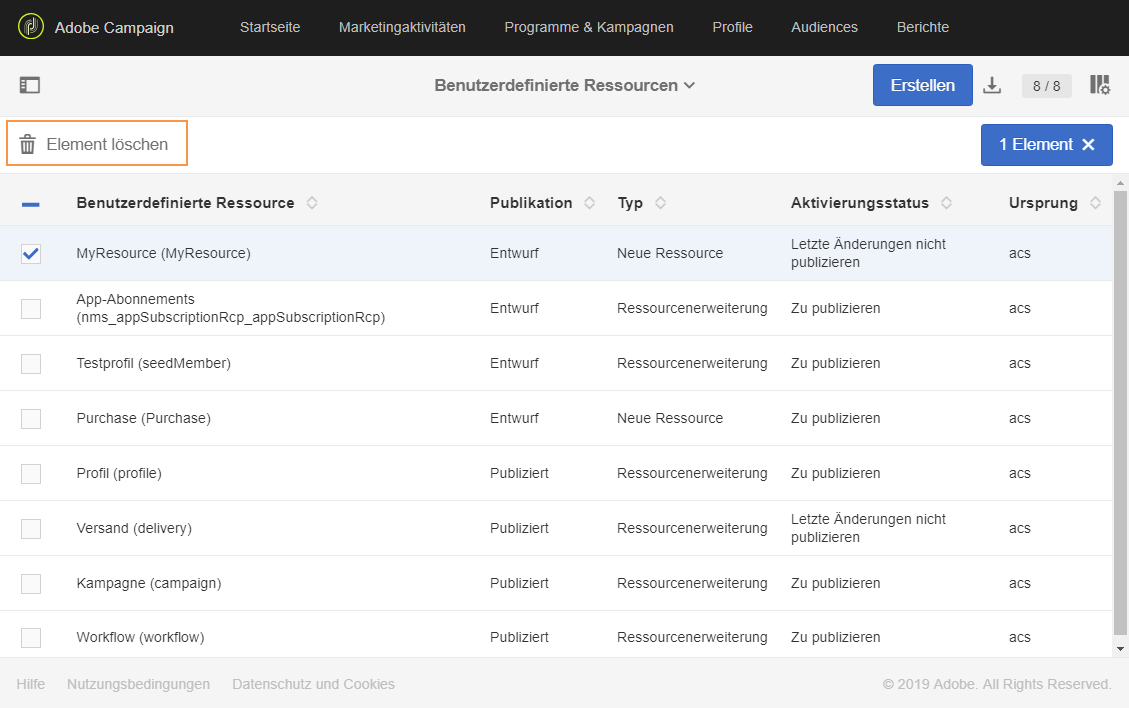 Adobe Campaign Startseite Marketingaktivitäten Programme & Kampagnen Profile Audiences Berichte
Benutzerdefinierte Ressourcen Erstellen 8 / 8
Element löschen 1 Element
Benutzerdefinierte Ressource Publikation Typ Aktivierungsstatus Ursprung
MyResource (MyResource) Entwurf Neue Ressource Letzte Änderungen nicht
publizieren acs
App-Abonnements
(nms_appSubscriptionRcp_appSubscriptionRcp) Entwurf Ressourcenerweiterung Zu publizieren acs
Testprofil (seedMember) Entwurf Ressourcenerweiterung Zu publizieren acs
Purchase (Purchase) Entwurf Neue Ressource Zu publizieren acs
Profil (profile) Publiziert Ressourcenerweiterung Zu publizieren acs
Versand (delivery) Publiziert Ressourcenerweiterung Letzte Änderungen nicht
publizieren acs
Kampagne (campaign) Publiziert Ressourcenerweiterung Zu publizieren acs
Workflow (workflow) Publiziert Ressourcenerweiterung Zu publizieren acs
Hilfe Nutzungsbedingungen Datenschutz und Cookies © 2019 Adobe. All Rights Reserved.